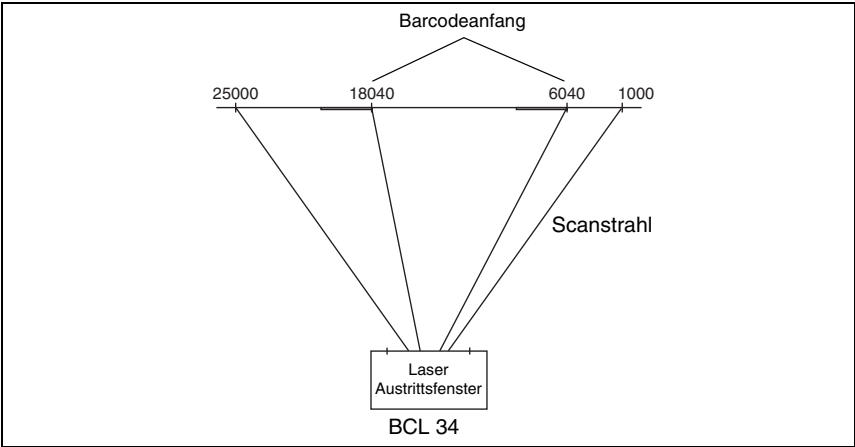 Barcodeanfang
25000 18040 6040 1000
Scanstrahl
Laser
Austrittsfenster
BCL 34